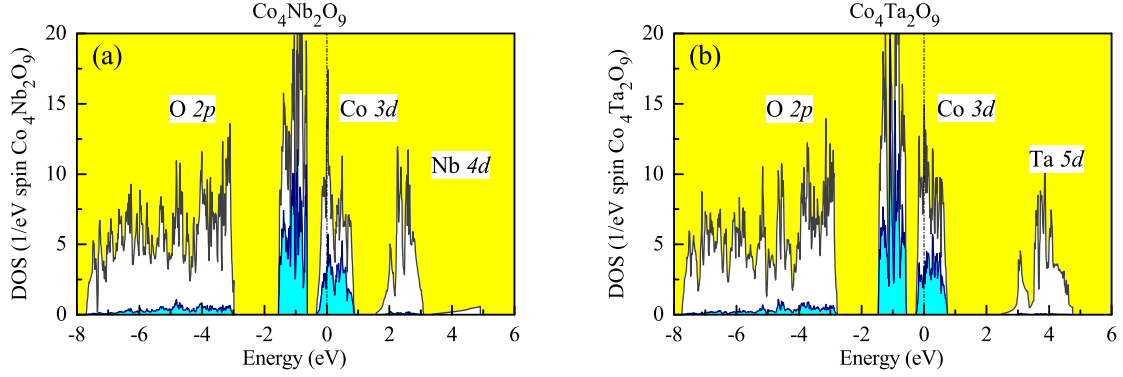 Co₄Nb₂O₉
(a)
O 2p
Co 3d
Nb 4d
DOS (1/eV spin Co₄Nb₂O₉)
20
15
10
5
0
-8 -6 -4 -2 0 2 4 6
Energy (eV)
Co₄Ta₂O₉
(b)
O 2p
Co 3d
Ta 5d
DOS (1/eV spin Co₄Ta₂O₉)
20
15
10
5
0
-8 -6 -4 -2 0 2 4 6
Energy (eV)